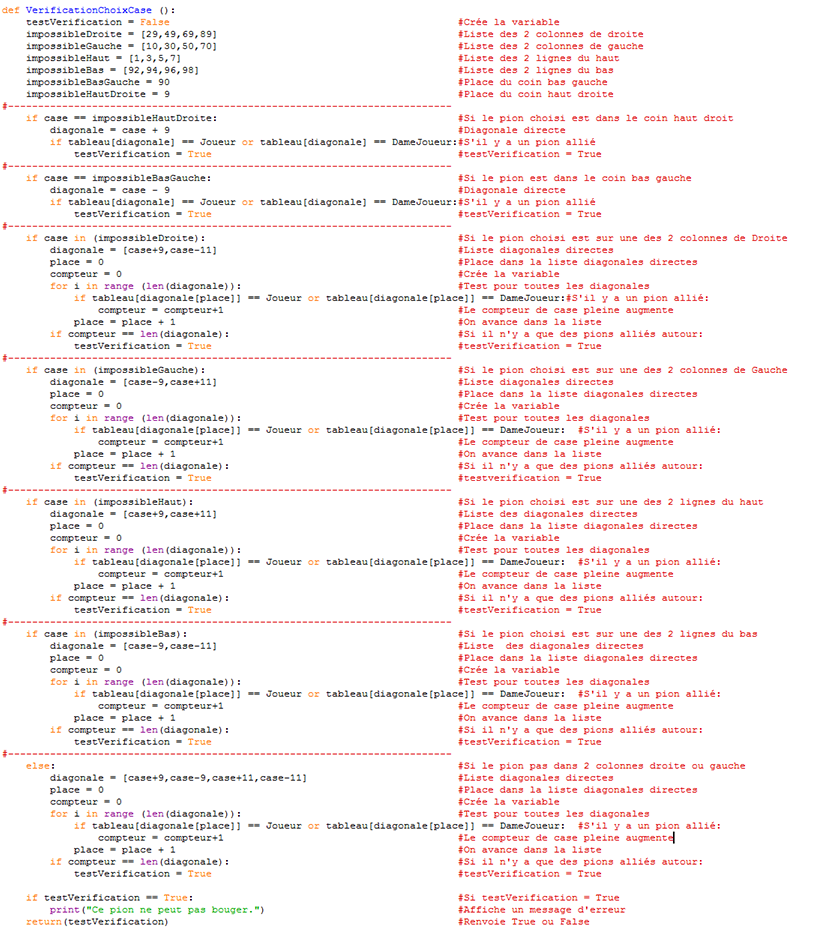 def VerificationChoixCase ():
    testVerification = False                                                #Crée la variable
    impossibleDroite = [29,49,69,89]                                        #Liste des 2 colonnes de droite
    impossibleGauche = [10,30,50,70]                                        #Liste des 2 colonnes de gauche
    impossibleHaut = [1,3,5,7]                                              #Liste des 2 lignes du haut
    impossibleBas = [92,94,96,98]                                           #Liste des 2 lignes du bas
    impossibleBasGauche = 90                                                #Place du coin bas gauche
    impossibleHautDroite = 9                                                #Place du coin haut droite
#--------------------------------------------------------------------------
    if case == impossibleHautDroite:                                        #Si le pion choisi est dans le coin haut droit
        diagonale = case + 9                                                #Diagonale directe
        if tableau[diagonale] == Joueur or tableau[diagonale] == DameJoueur:#S'il y a un pion allié
            testVerification = True                                         #testVerification = True
#--------------------------------------------------------------------------
    if case == impossibleBasGauche:                                         #Si le pion est dans le coin bas gauche
        diagonale = case - 9                                                #Diagonale directe
        if tableau[diagonale] == Joueur or tableau[diagonale] == DameJoueur:#S'il y a un pion allié
            testVerification = True                                         #testVerification = True
#--------------------------------------------------------------------------
    if case in (impossibleDroite):                                          #Si le pion choisi est sur une des 2 colonnes de Droite
        diagonale = [case+9,case-11]                                        #Liste diagonales directes
        place = 0                                                           #Place dans la liste diagonales directes
        compteur = 0                                                        #Crée la variable
        for i in range (len(diagonale)):                                    #Test pour toutes les diagonales
            if tableau[diagonale[place]] == Joueur or tableau[diagonale[place]] == DameJoueur:#S'il y a un pion allié:
                compteur = compteur+1                                       #Le compteur de case pleine augmente
            place = place + 1                                               #On avance dans la liste
        if compteur == len(diagonale):                                      #Si il n'y a que des pions alliés autour:
            testVerification = True                                         #testVerification = True
#--------------------------------------------------------------------------
    if case in (impossibleGauche):                                          #Si le pion choisi est sur une des 2 colonnes de Gauche
        diagonale = [case-9,case+11]                                        #Liste diagonales directes
        place = 0                                                           #Place dans la liste diagonales directes
        compteur = 0                                                        #Crée la variable
        for i in range (len(diagonale)):                                    #Test pour toutes les diagonales
            if tableau[diagonale[place]] == Joueur or tableau[diagonale[place]] == DameJoueur:  #S'il y a un pion allié:
                compteur = compteur+1                                       #Le compteur de case pleine augmente
            place = place + 1                                               #On avance dans la liste
        if compteur == len(diagonale):                                      #Si il n'y a que des pions alliés autour:
            testVerification = True                                         #testverification = True
#--------------------------------------------------------------------------
    if case in (impossibleHaut):                                            #Si le pion choisi est sur une des 2 lignes du haut
        diagonale = [case+9,case+11]                                        #Liste des diagonales directes
        place = 0                                                           #Place dans la liste diagonales directes
        compteur = 0                                                        #Crée la variable
        for i in range (len(diagonale)):                                    #Test pour toutes les diagonales
            if tableau[diagonale[place]] == Joueur or tableau[diagonale[place]] == DameJoueur:  #S'il y a un pion allié:
                compteur = compteur+1                                       #Le compteur de case pleine augmente
            place = place + 1                                               #On avance dans la liste
        if compteur == len(diagonale):                                      #Si il n'y a que des pions alliés autour:
            testVerification = True                                         #testVerification = True
#--------------------------------------------------------------------------
    if case in (impossibleBas):                                             #Si le pion choisi est sur une des 2 lignes du bas
        diagonale = [case-9,case-11]                                        #Liste  des diagonales directes
        place = 0                                                           #Place dans la liste diagonales directes
        compteur = 0                                                        #Crée la variable
        for i in range (len(diagonale)):                                    #Test pour toutes les diagonales
            if tableau[diagonale[place]] == Joueur or tableau[diagonale[place]] == DameJoueur:  #S'il y a un pion allié:
                compteur = compteur+1                                       #Le compteur de case pleine augmente
            place = place + 1                                               #On avance dans la liste
        if compteur == len(diagonale):                                      #Si il n'y a que des pions alliés autour:
            testVerification = True                                         #testVerification = True
#--------------------------------------------------------------------------
    else:                                                                   #Si le pion pas dans 2 colonnes droite ou gauche
        diagonale = [case+9,case-9,case+11,case-11]                         #Liste diagonales directes
        place = 0                                                           #Place dans la liste diagonales directes
        compteur = 0                                                        #Crée la variable
        for i in range (len(diagonale)):                                    #Test pour toutes les diagonales
            if tableau[diagonale[place]] == Joueur or tableau[diagonale[place]] == DameJoueur:  #S'il y a un pion allié:
                compteur = compteur+1                                       #Le compteur de case pleine augmente
            place = place + 1                                               #On avance dans la liste
        if compteur == len(diagonale):                                      #Si il n'y a que des pions alliés autour:
            testVerification = True                                         #testVerification = True

    if testVerification == True:                                            #Si testVerification = True
        print("Ce pion ne peut pas bouger.")                                #Affiche un message d'erreur
    return(testVerification)                                                #Renvoie True ou False